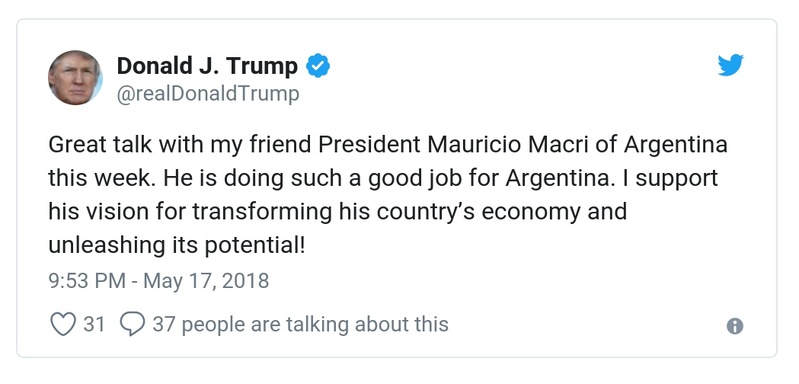 Donald J. Trump
@realDonaldTrump
Great talk with my friend President Mauricio Macri of Argentina
this week. He is doing such a good job for Argentina. I support
his vision for transforming his country’s economy and
unleashing its potential!
9:53 PM - May 17, 2018
31 37 people are talking about this